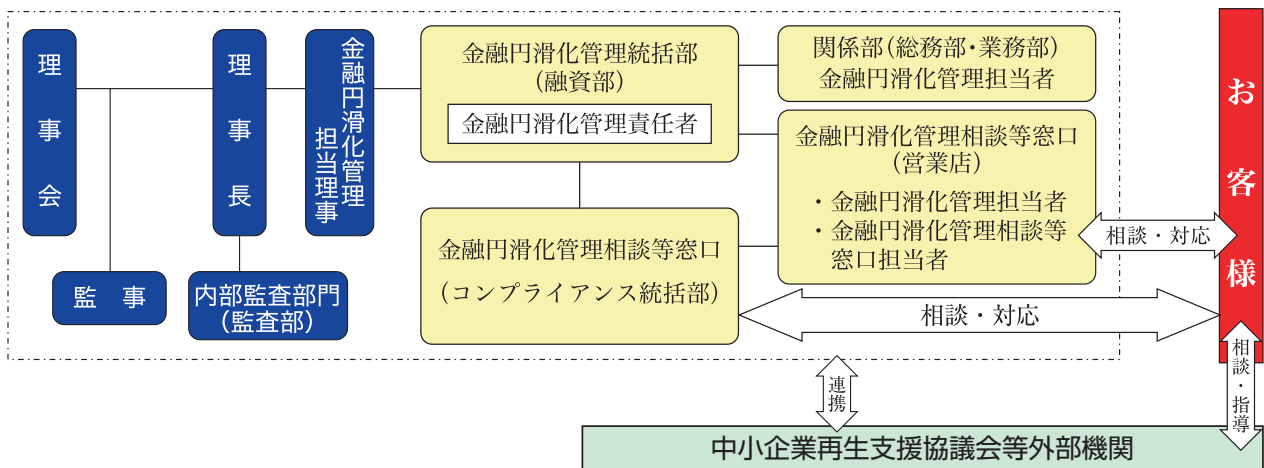 理事会
監　事
理事長
内部監査部門
（監査部）
金融円滑化管理
担当理事
金融円滑化管理統括部
（融資部）
金融円滑化管理責任者
金融円滑化管理相談等窓口
（コンプライアンス統括部）
関係部（総務部・業務部）
金融円滑化管理担当者
金融円滑化管理相談等窓口
（営業店）
・金融円滑化管理担当者
・金融円滑化管理相談等
窓口担当者
相談・対応
相談・対応
お客様
連携
相談・指導
中小企業再生支援協議会等外部機関